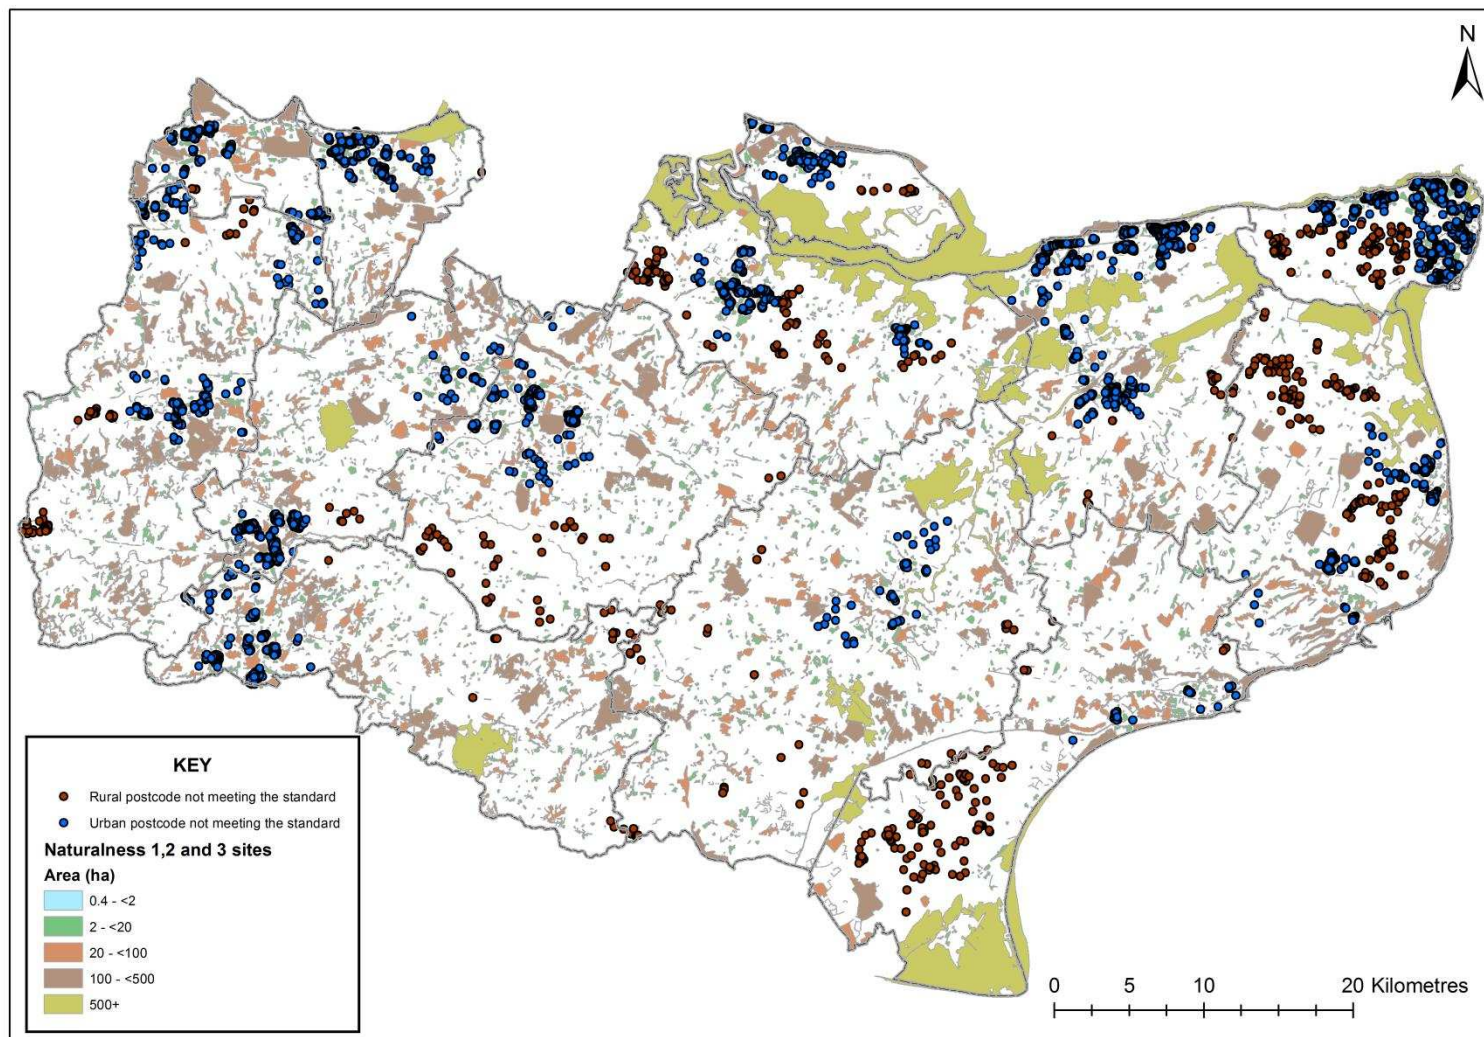 N
KEY
Rural postcode not meeting the standard
Urban postcode not meeting the standard
Naturalness 1,2 and 3 sites
Area (ha)
0.4 - <2
2 - <20
20 - <100
100 - <500
500+
0 5 10 20 Kilometres